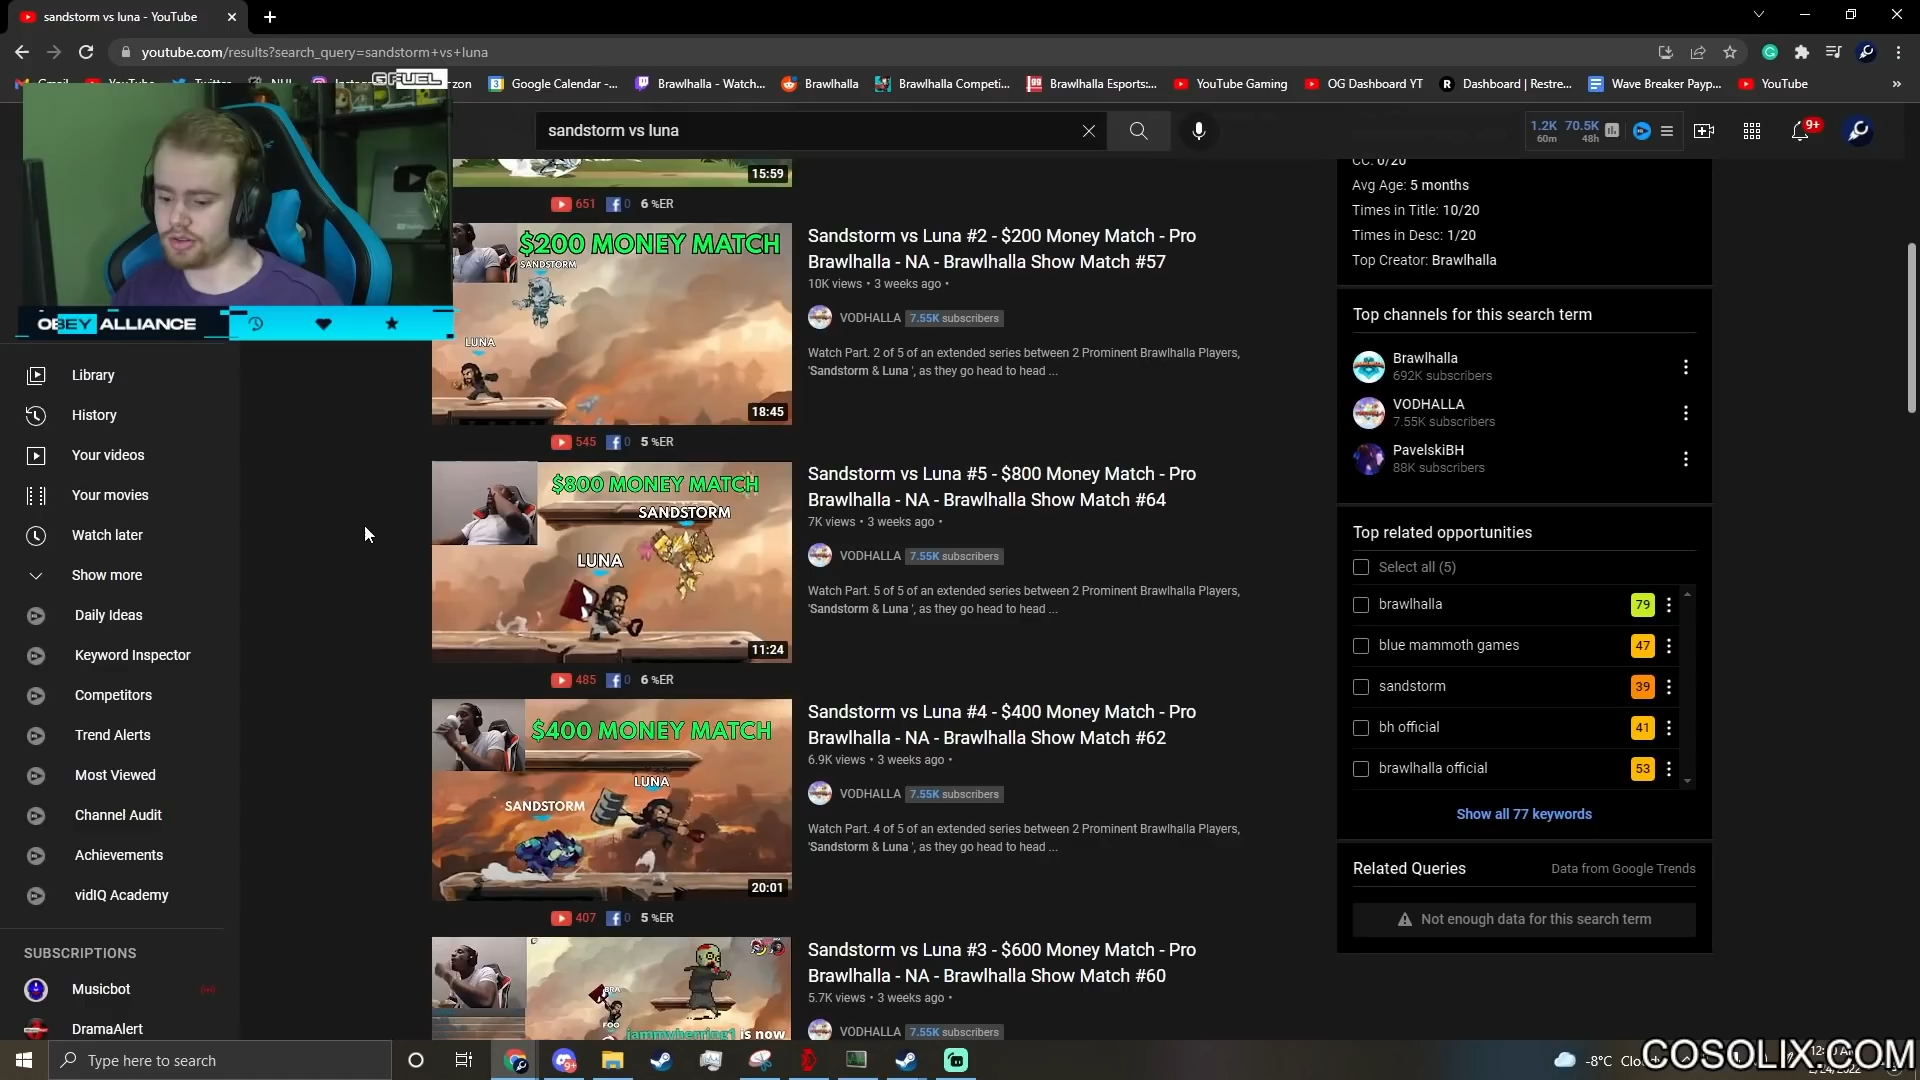 sandstorm vs luna - YouTube
youtube.com/results?search_query=sandstorm+vs+luna
Gmail
YouTube
Twitter
Google Calendar -...
Brawlhalla - Watch...
Brawlhalla
Brawlhalla Competi...
Brawlhalla Esports:...
YouTube Gaming
OG Dashboard YT
Dashboard | Restre...
Wave Breaker Payp...
YouTube
G FUEL
sandstorm vs luna
1.2K 70.5K
60m 48h
9+
OBEY ALLIANCE
Library
History
Your videos
Your movies
Watch later
Show more
Daily Ideas
Keyword Inspector
Competitors
Trend Alerts
Most Viewed
Channel Audit
Achievements
vidIQ Academy
SUBSCRIPTIONS
Musicbot
DramaAlert
15:59
651 0 6 %ER
$200 MONEY MATCH
SANDSTORM
LUNA
18:45
Sandstorm vs Luna #2 - $200 Money Match - Pro
Brawlhalla - NA - Brawlhalla Show Match #57
10K views • 3 weeks ago •
VODHALLA 7.55K subscribers
Watch Part. 2 of 5 of an extended series between 2 Prominent Brawlhalla Players,
'Sandstorm & Luna ', as they go head to head ...
545 0 5 %ER
$800 MONEY MATCH
SANDSTORM
LUNA
11:24
Sandstorm vs Luna #5 - $800 Money Match - Pro
Brawlhalla - NA - Brawlhalla Show Match #64
7K views • 3 weeks ago •
VODHALLA 7.55K subscribers
Watch Part. 5 of 5 of an extended series between 2 Prominent Brawlhalla Players,
'Sandstorm & Luna ', as they go head to head ...
485 0 6 %ER
$400 MONEY MATCH
LUNA
SANDSTORM
20:01
Sandstorm vs Luna #4 - $400 Money Match - Pro
Brawlhalla - NA - Brawlhalla Show Match #62
6.9K views • 3 weeks ago •
VODHALLA 7.55K subscribers
Watch Part. 4 of 5 of an extended series between 2 Prominent Brawlhalla Players,
'Sandstorm & Luna ', as they go head to head ...
407 0 5 %ER
BRA
FOO
jammyherring1 is now
Sandstorm vs Luna #3 - $600 Money Match - Pro
Brawlhalla - NA - Brawlhalla Show Match #60
5.7K views • 3 weeks ago •
VODHALLA 7.55K subscribers
CC: 0/20
Avg Age: 5 months
Times in Title: 10/20
Times in Desc: 1/20
Top Creator: Brawlhalla
Top channels for this search term
Brawlhalla
692K subscribers
VODHALLA
7.55K subscribers
PavelskiBH
88K subscribers
Top related opportunities
Select all (5)
brawlhalla 79
blue mammoth games 47
sandstorm 39
bh official 41
brawlhalla official 53
Show all 77 keywords
Related Queries Data from Google Trends
Not enough data for this search term
Type here to search
-8°C
COSOLIX.COM